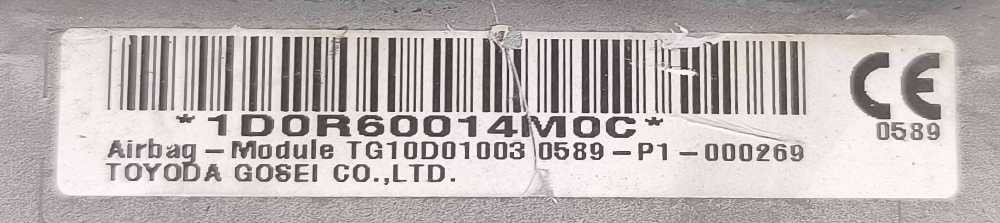 *1D0R60014M0C*
Airbag-Module TG10D01003 0589-P1-000269
TOYODA GOSEI CO.,LTD.
CE
0589